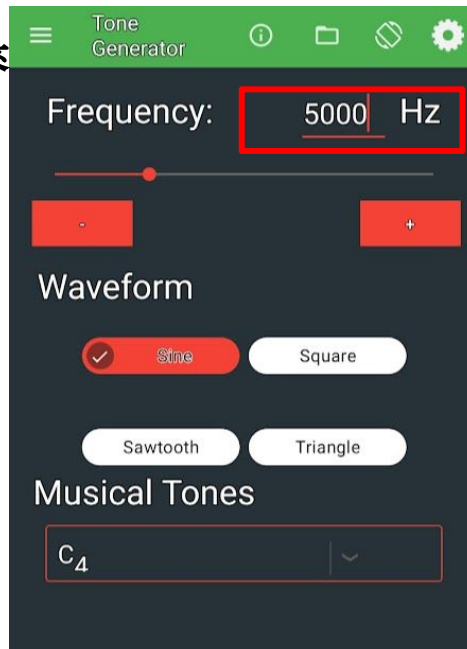 Tone
Generator
Frequency: 5000 Hz
- +
Waveform
Sine Square
Sawtooth Triangle
Musical Tones
C₄